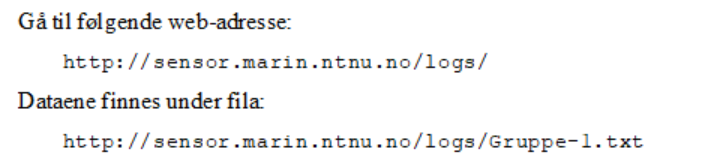 Gå til følgende web-adresse:
http://sensor.marin.ntnu.no/logs/
Dataene finnes under fila:
http://sensor.marin.ntnu.no/logs/Gruppe-1.txt